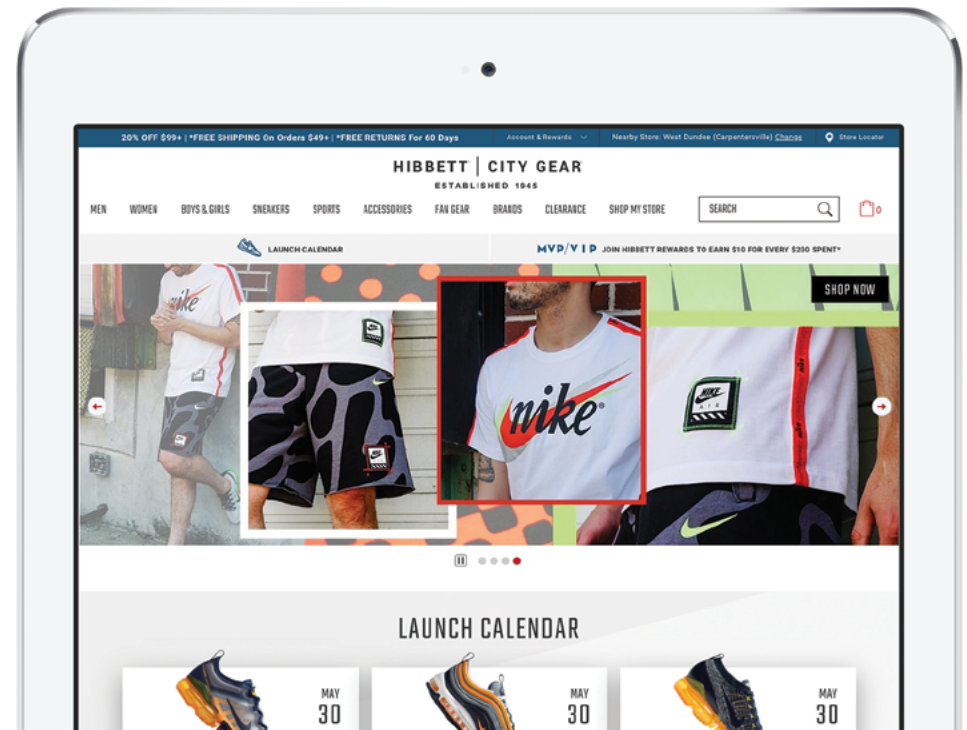 20% OFF $99+ | *FREE SHIPPING On Orders $49+ | *FREE RETURNS For 60 Days
Account & Rewards
Nearby Store: West Dundee (Carpentersville) Change
Store Locator
HIBBETT | CITY GEAR
ESTABLISHED 1945
MEN WOMEN BOYS & GIRLS SNEAKERS SPORTS ACCESSORIES FAN GEAR BRANDS CLEARANCE SHOP MY STORE
SEARCH
0
LAUNCH CALENDAR
MVP/VIP JOIN HIBBETT REWARDS TO EARN $10 FOR EVERY $200 SPENT*
SHOP NOW
nike
nike®
NIKE
AIR
LAUNCH CALENDAR
MAY
30
MAY
30
MAY
30